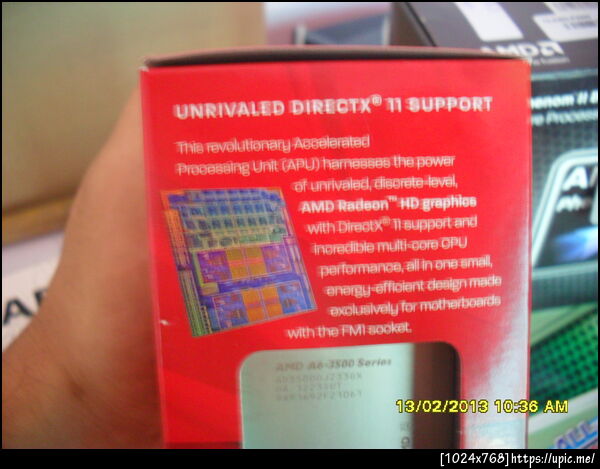 AMD
UNRIVALED DIRECTX® 11 SUPPORT
This revolutionary Accelerated
Processing Unit (APU) harnesses the power
of unrivaled, discrete-level,
AMD Radeon™ HD graphics
with DirectX® 11 support and
incredible multi-core CPU
performance, all in one small,
energy-efficient design made
exclusively for motherboards
with the FM1 socket.
AMD A6-3500 Series
13/02/2013 10:36 AM
[1024x768]https://upic.me/